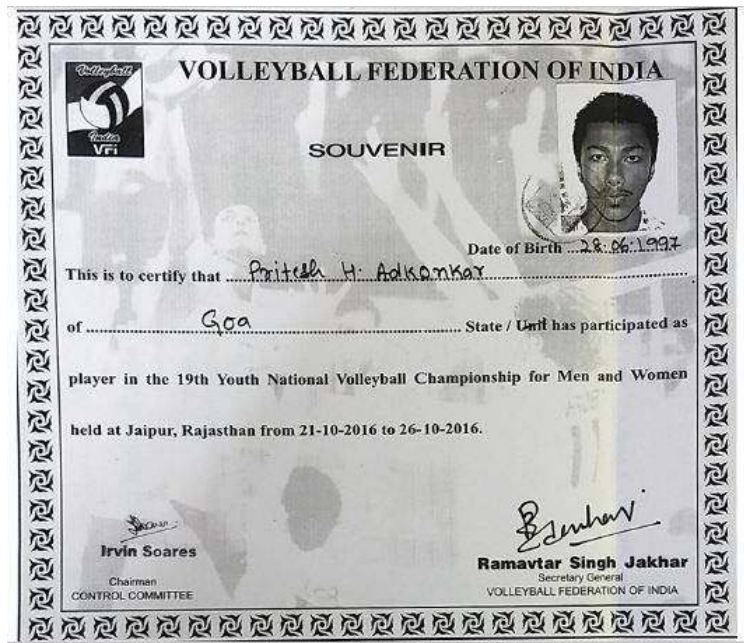 Volleyball
India
VFi
VOLLEYBALL FEDERATION OF INDIA
SOUVENIR
Date of Birth ...28.06.1997
This is to certify that ......Pritesh H. Adkonkar......
of ......Goa...... State / Unit has participated as
player in the 19th Youth National Volleyball Championship for Men and Women
held at Jaipur, Rajasthan from 21-10-2016 to 26-10-2016.
Irvin Soares
Chairman
CONTROL COMMITTEE
Ramavtar Singh Jakhar
Secretary General
VOLLEYBALL FEDERATION OF INDIA